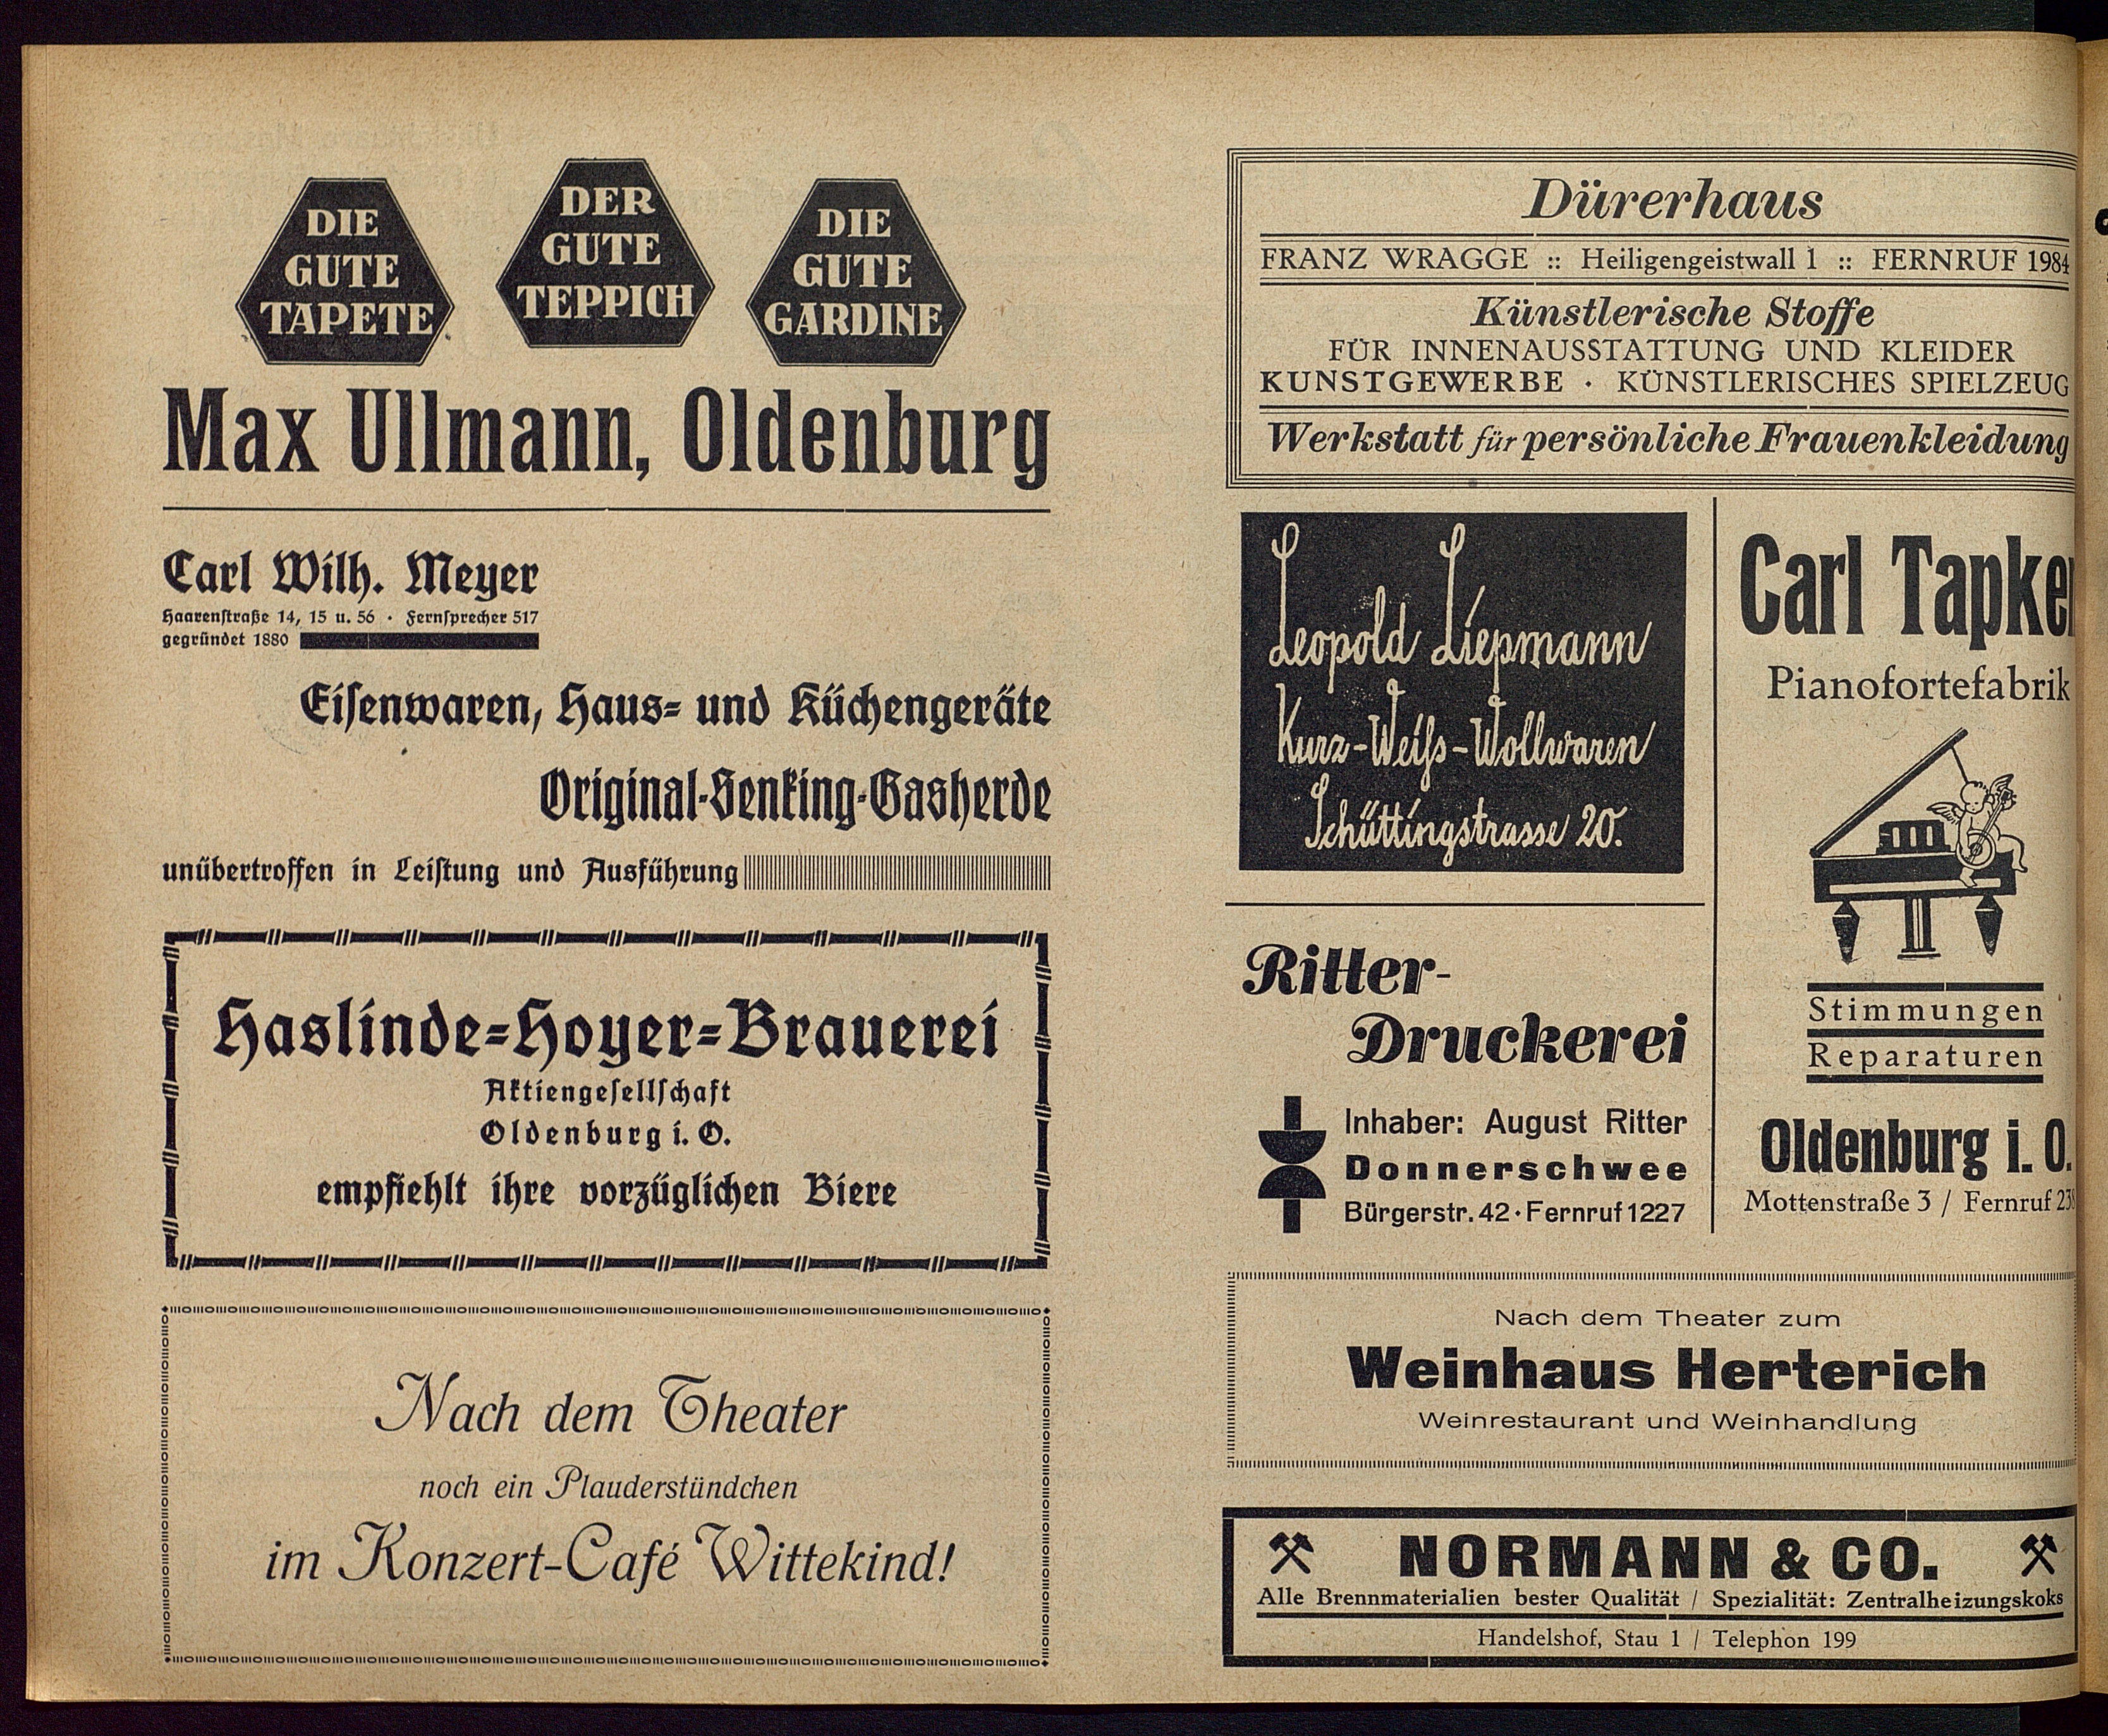 DIE
GUTE
TAPETE
DER
GUTE
TEPPICH
DIE
GUTE
GARDINE
Max Ullmann, Oldenburg
Carl Wilh. Meyer
Haarenstraße 14, 15 u. 56 · Fernsprecher 517
gegründet 1880
Eisenwaren, Haus- und Küchengeräte
Original-Senking-Gasherde
unübertroffen in Leistung und Ausführung
Haslinde-Hoyer-Brauerei
Aktiengesellschaft
Oldenburg i. O.
empfiehlt ihre vorzüglichen Biere
Nach dem Theater
noch ein Plauderstündchen
im Konzert-Café Wittekind!
Dürerhaus
FRANZ WRAGGE :: Heiligengeistwall 1 :: FERNRUF 1984
Künstlerische Stoffe
FÜR INNENAUSSTATTUNG UND KLEIDER
KUNSTGEWERBE · KÜNSTLERISCHES SPIELZEUG
Werkstatt für persönliche Frauenkleidung
Leopold Liepmann
Kurz-Weiß-Wollwaren
Schüttingstrasse 20.
Ritter-
Druckerei
Inhaber: August Ritter
Donnerschwee
Bürgerstr. 42 · Fernruf 1227
Carl Tapken
Pianofortefabrik
Stimmungen
Reparaturen
Oldenburg i. O.
Mottenstraße 3 / Fernruf
Nach dem Theater zum
Weinhaus Herterich
Weinrestaurant und Weinhandlung
NORMANN & CO.
Alle Brennmaterialien bester Qualität / Spezialität: Zentralheizungskoks
Handelshof, Stau 1 / Telephon 199